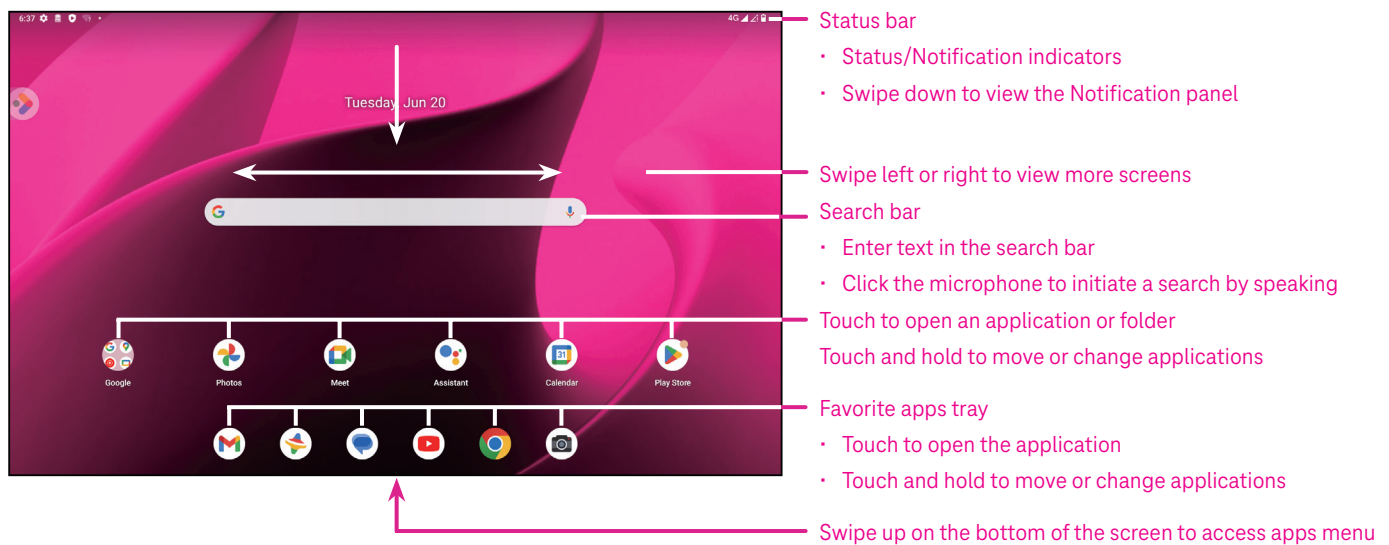 6:37
4G
Tuesday, Jun 20
31
Google
Photos
Meet
Assistant
Calendar
Play Store
Status bar
· Status/Notification indicators
· Swipe down to view the Notification panel
Swipe left or right to view more screens
Search bar
· Enter text in the search bar
· Click the microphone to initiate a search by speaking
Touch to open an application or folder
Touch and hold to move or change applications
Favorite apps tray
· Touch to open the application
· Touch and hold to move or change applications
Swipe up on the bottom of the screen to access apps menu